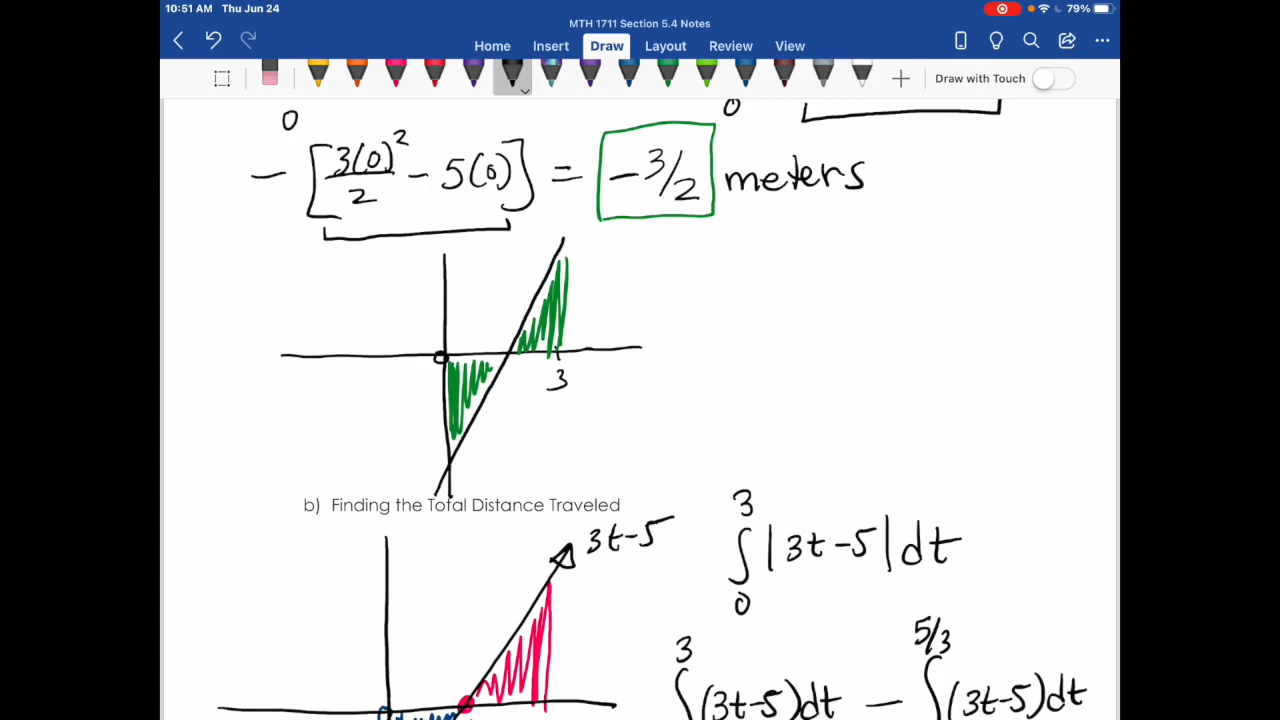 10:51 AM Thu Jun 24
79%
MTH 1711 Section 5.4 Notes
Home Insert Draw Layout Review View
Draw with Touch
0
0
- [3(0)²/2 - 5(0)] = -3/2 meters
3
b) Finding the Total Distance Traveled
3t-5
∫₀³ |3t-5| dt
∫³ (3t-5)dt - ∫^5/3 (3t-5)dt